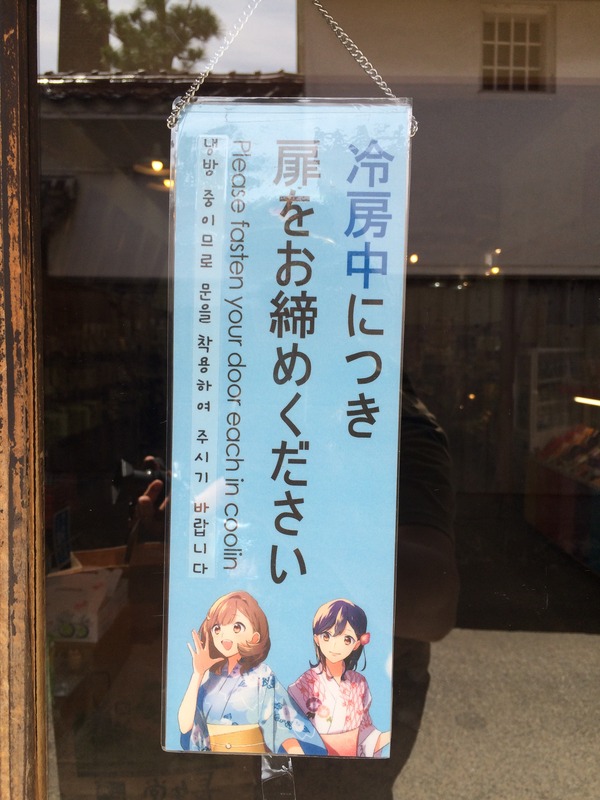 冷房中につき
扉をお締めください
Please fasten your door each in coolin
냉방 중이므로 문을 착용하여 주시기 바랍니다